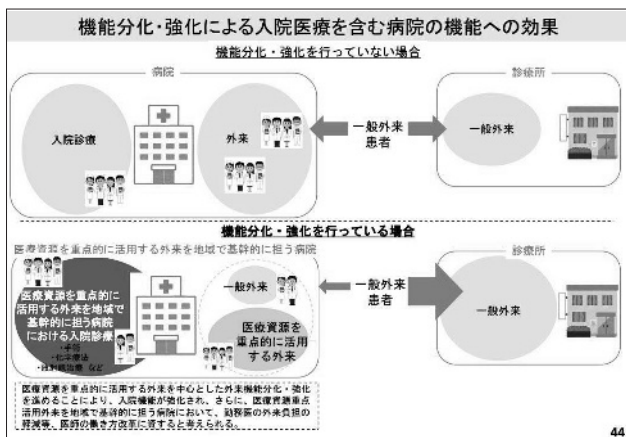 機能分化・強化による入院医療を含む病院の機能への効果
機能分化・強化を行っていない場合
病院
診療所
入院診療
外来
一般外来
患者
一般外来
機能分化・強化を行っている場合
医療資源を重点的に活用する外来を地域で基幹的に担う病院
診療所
医療資源を重点的に
活用する外来を地域で
基幹的に担う病院
における入院診療
・手術
・化学療法
・放射線治療 など
一般外来
医療資源を
重点的に活用
する外来
一般外来
患者
一般外来
医療資源を重点的に活用する外来を中心とした外来機能分化・強化
を進めることにより、入院機能が強化され、さらに、医療資源重点
活用外来を地域で基幹的に担う病院において、勤務医の外来負担の
軽減等、医師の働き方改革に資すると考えられる。
44